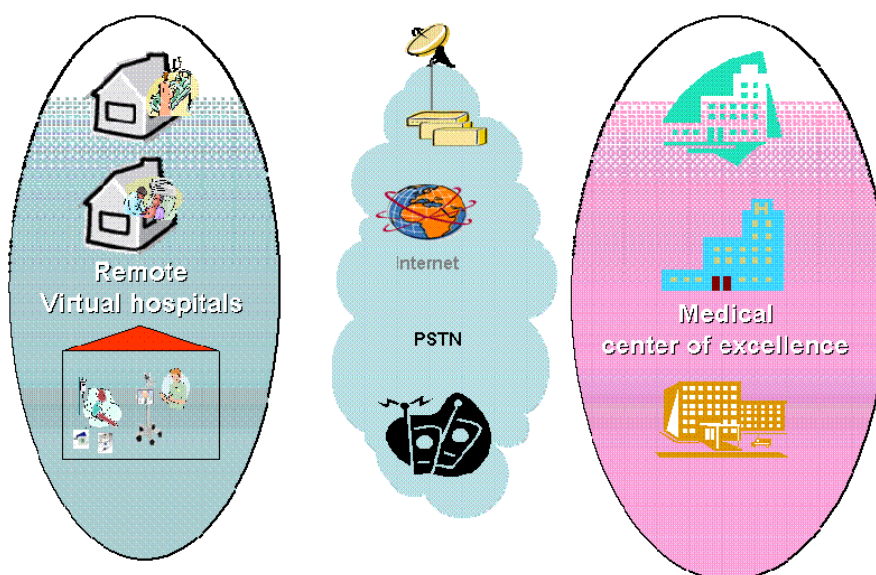 Remote
Virtual hospitals
Internet
PSTN
H
Medical
center of excellence